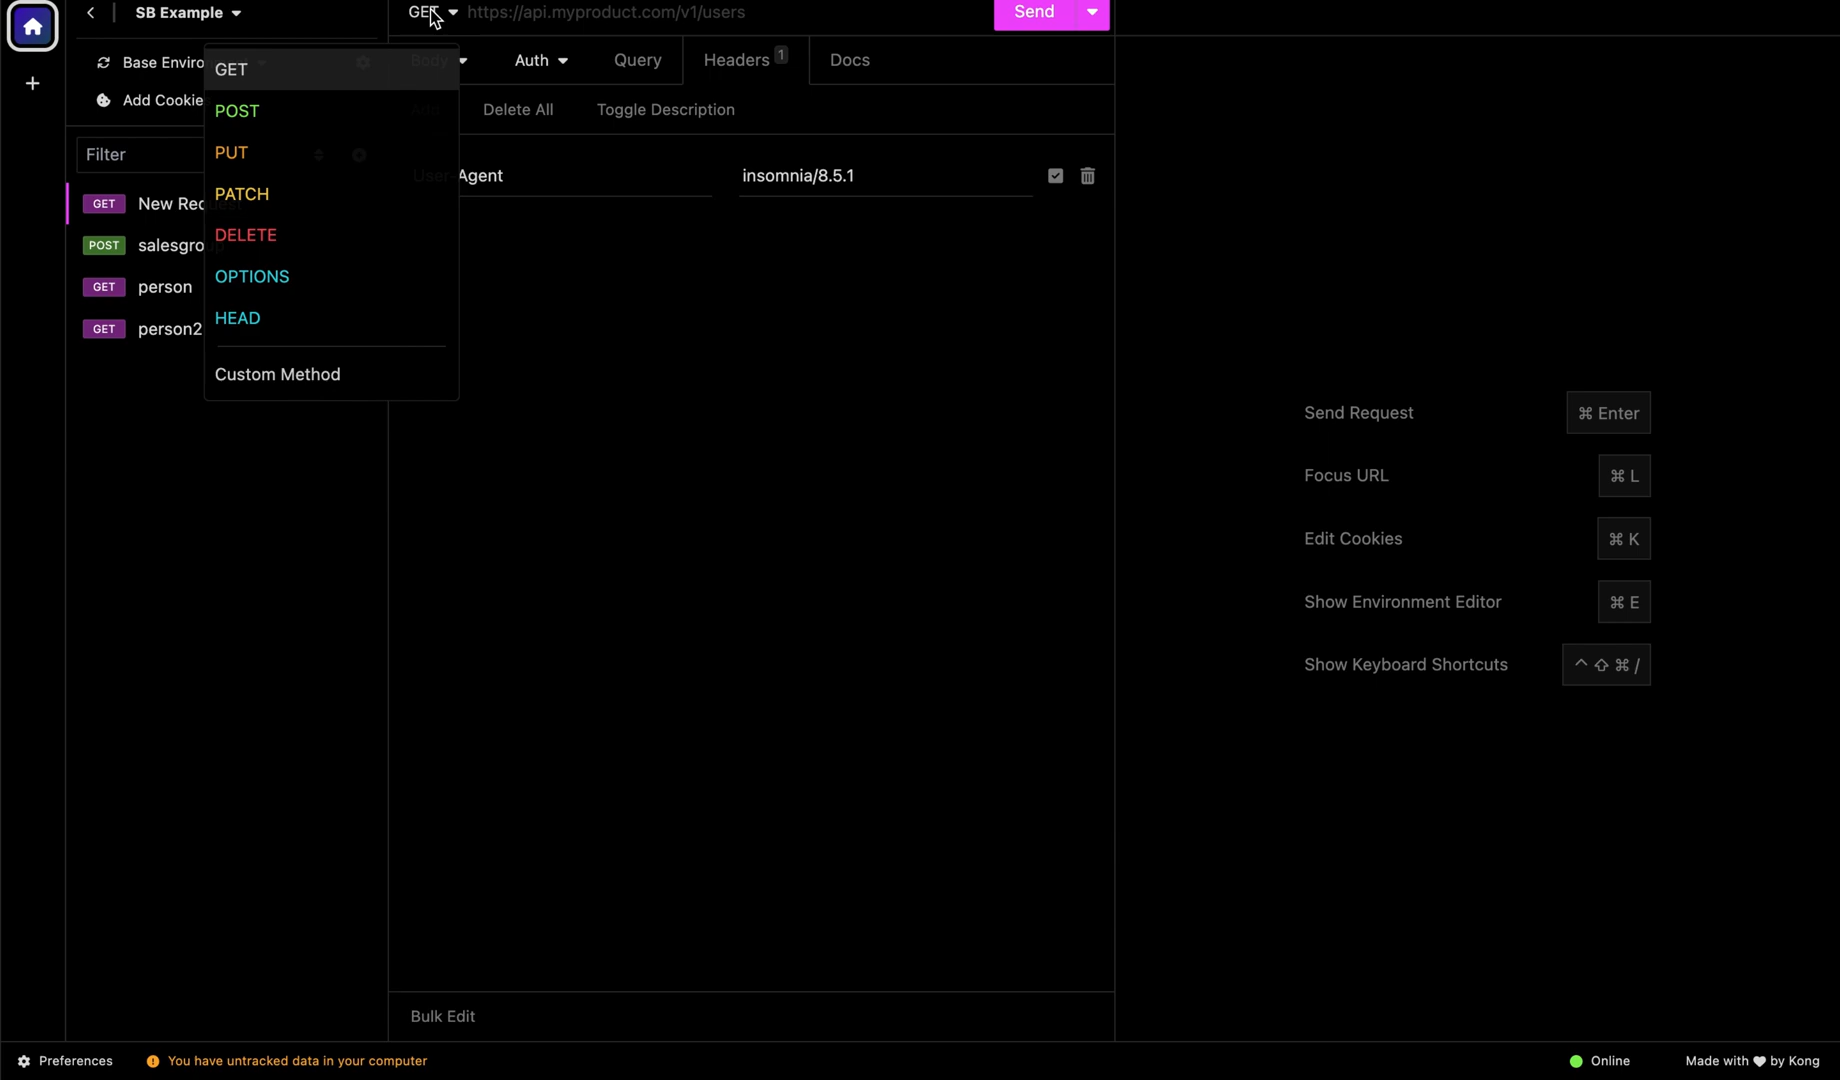 SB Example
GET https://api.myproduct.com/v1/users
Send
Base Enviro
Add Cookie
Filter
GET New Rec
POST salesgro
GET person
GET person2
GET
POST
PUT
PATCH
DELETE
OPTIONS
HEAD
Custom Method
Body Auth Query Headers 1 Docs
Delete All Toggle Description
User-Agent insomnia/8.5.1
Send Request ⌘ Enter
Focus URL ⌘ L
Edit Cookies ⌘ K
Show Environment Editor ⌘ E
Show Keyboard Shortcuts ^ ⇧ ⌘ /
Bulk Edit
Preferences
You have untracked data in your computer
Online
Made with ♥ by Kong